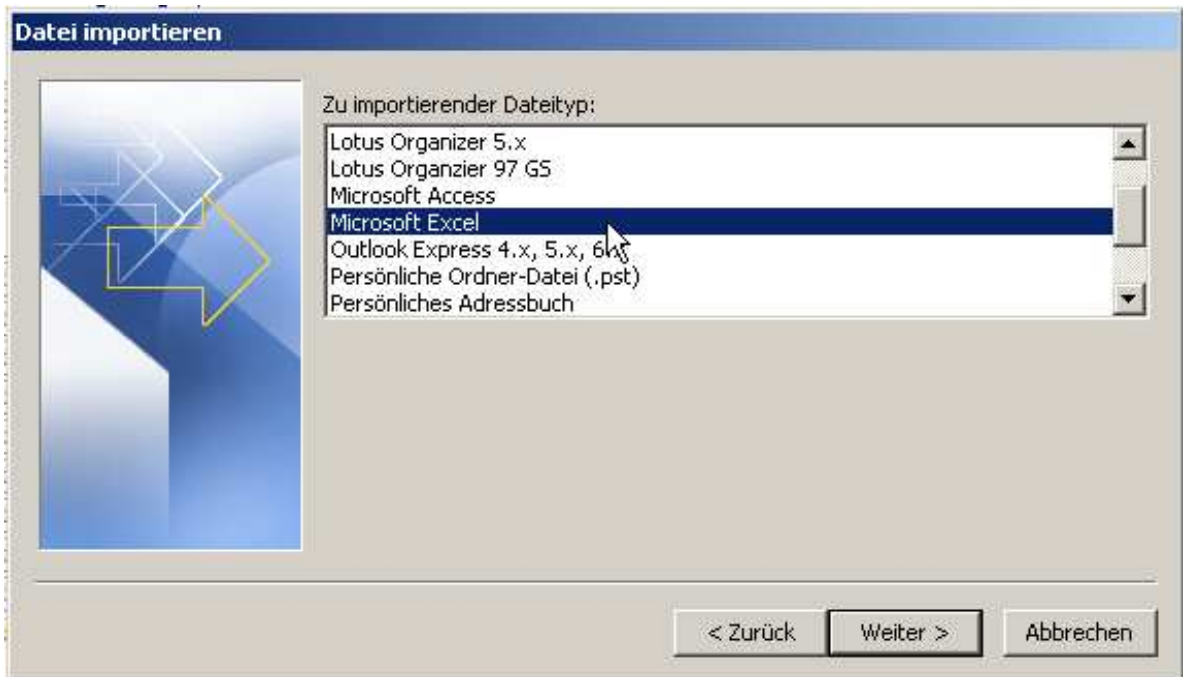 Datei importieren
Zu importierender Dateityp:
Lotus Organizer 5.x
Lotus Organzier 97 GS
Microsoft Access
Microsoft Excel
Outlook Express 4.x, 5.x, 6.x
Persönliche Ordner-Datei (.pst)
Persönliches Adressbuch
< Zurück
Weiter >
Abbrechen